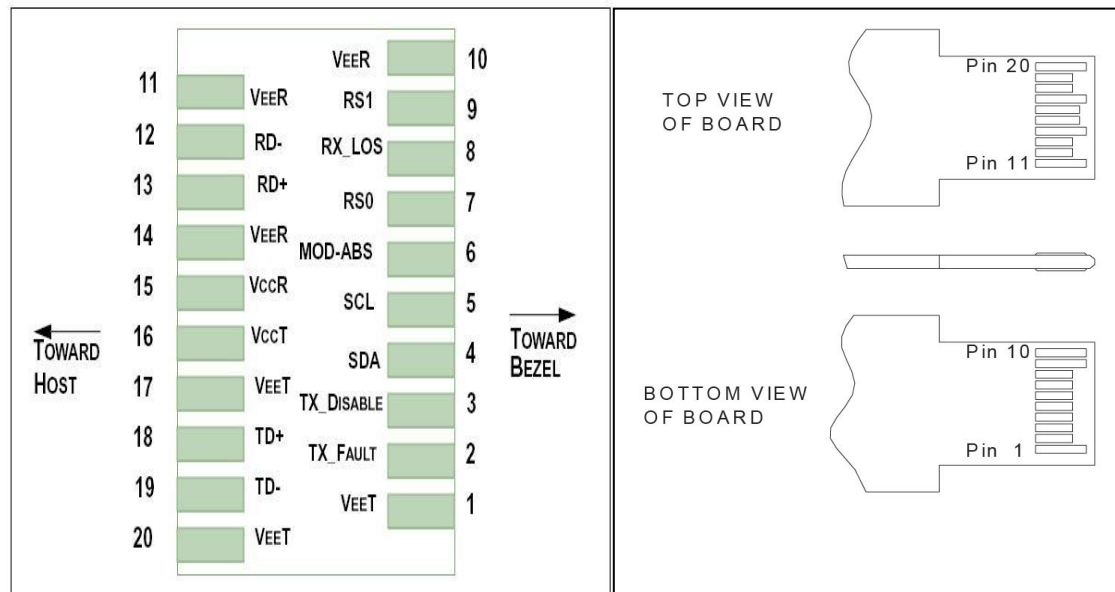 VEER 10
11 VEER
RS1 9
12 RD-
RX_LOS 8
13 RD+
RS0 7
14 VEER
MOD-ABS 6
15 VCCR
SCL 5
16 VCCT
SDA 4
17 VEET
TX_DISABLE 3
18 TD+
TX_FAULT 2
19 TD-
VEET 1
20 VEET
TOWARD
HOST
TOWARD
BEZEL
Pin 20
TOP VIEW
OF BOARD
Pin 11
Pin 10
BOTTOM VIEW
OF BOARD
Pin 1